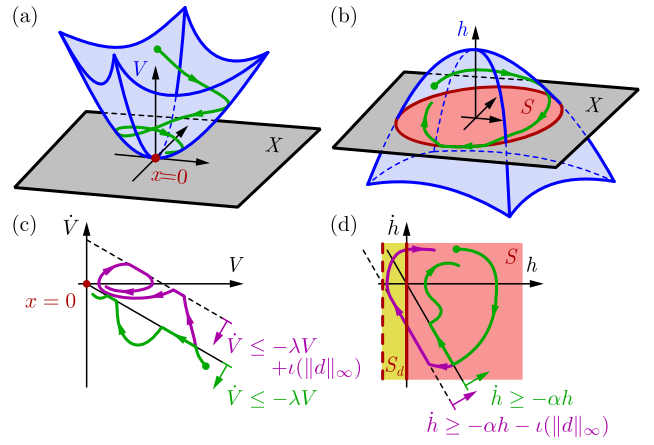 (a)
V
X
x=0
(b)
h
S
X
(c)
V̇
V
x = 0
V̇ ≤ −λV
+ι(‖d‖∞)
V̇ ≤ −λV
(d)
ḣ
S
h
S_d
ḣ ≥ −αh
ḣ ≥ −αh − ι(‖d‖∞)